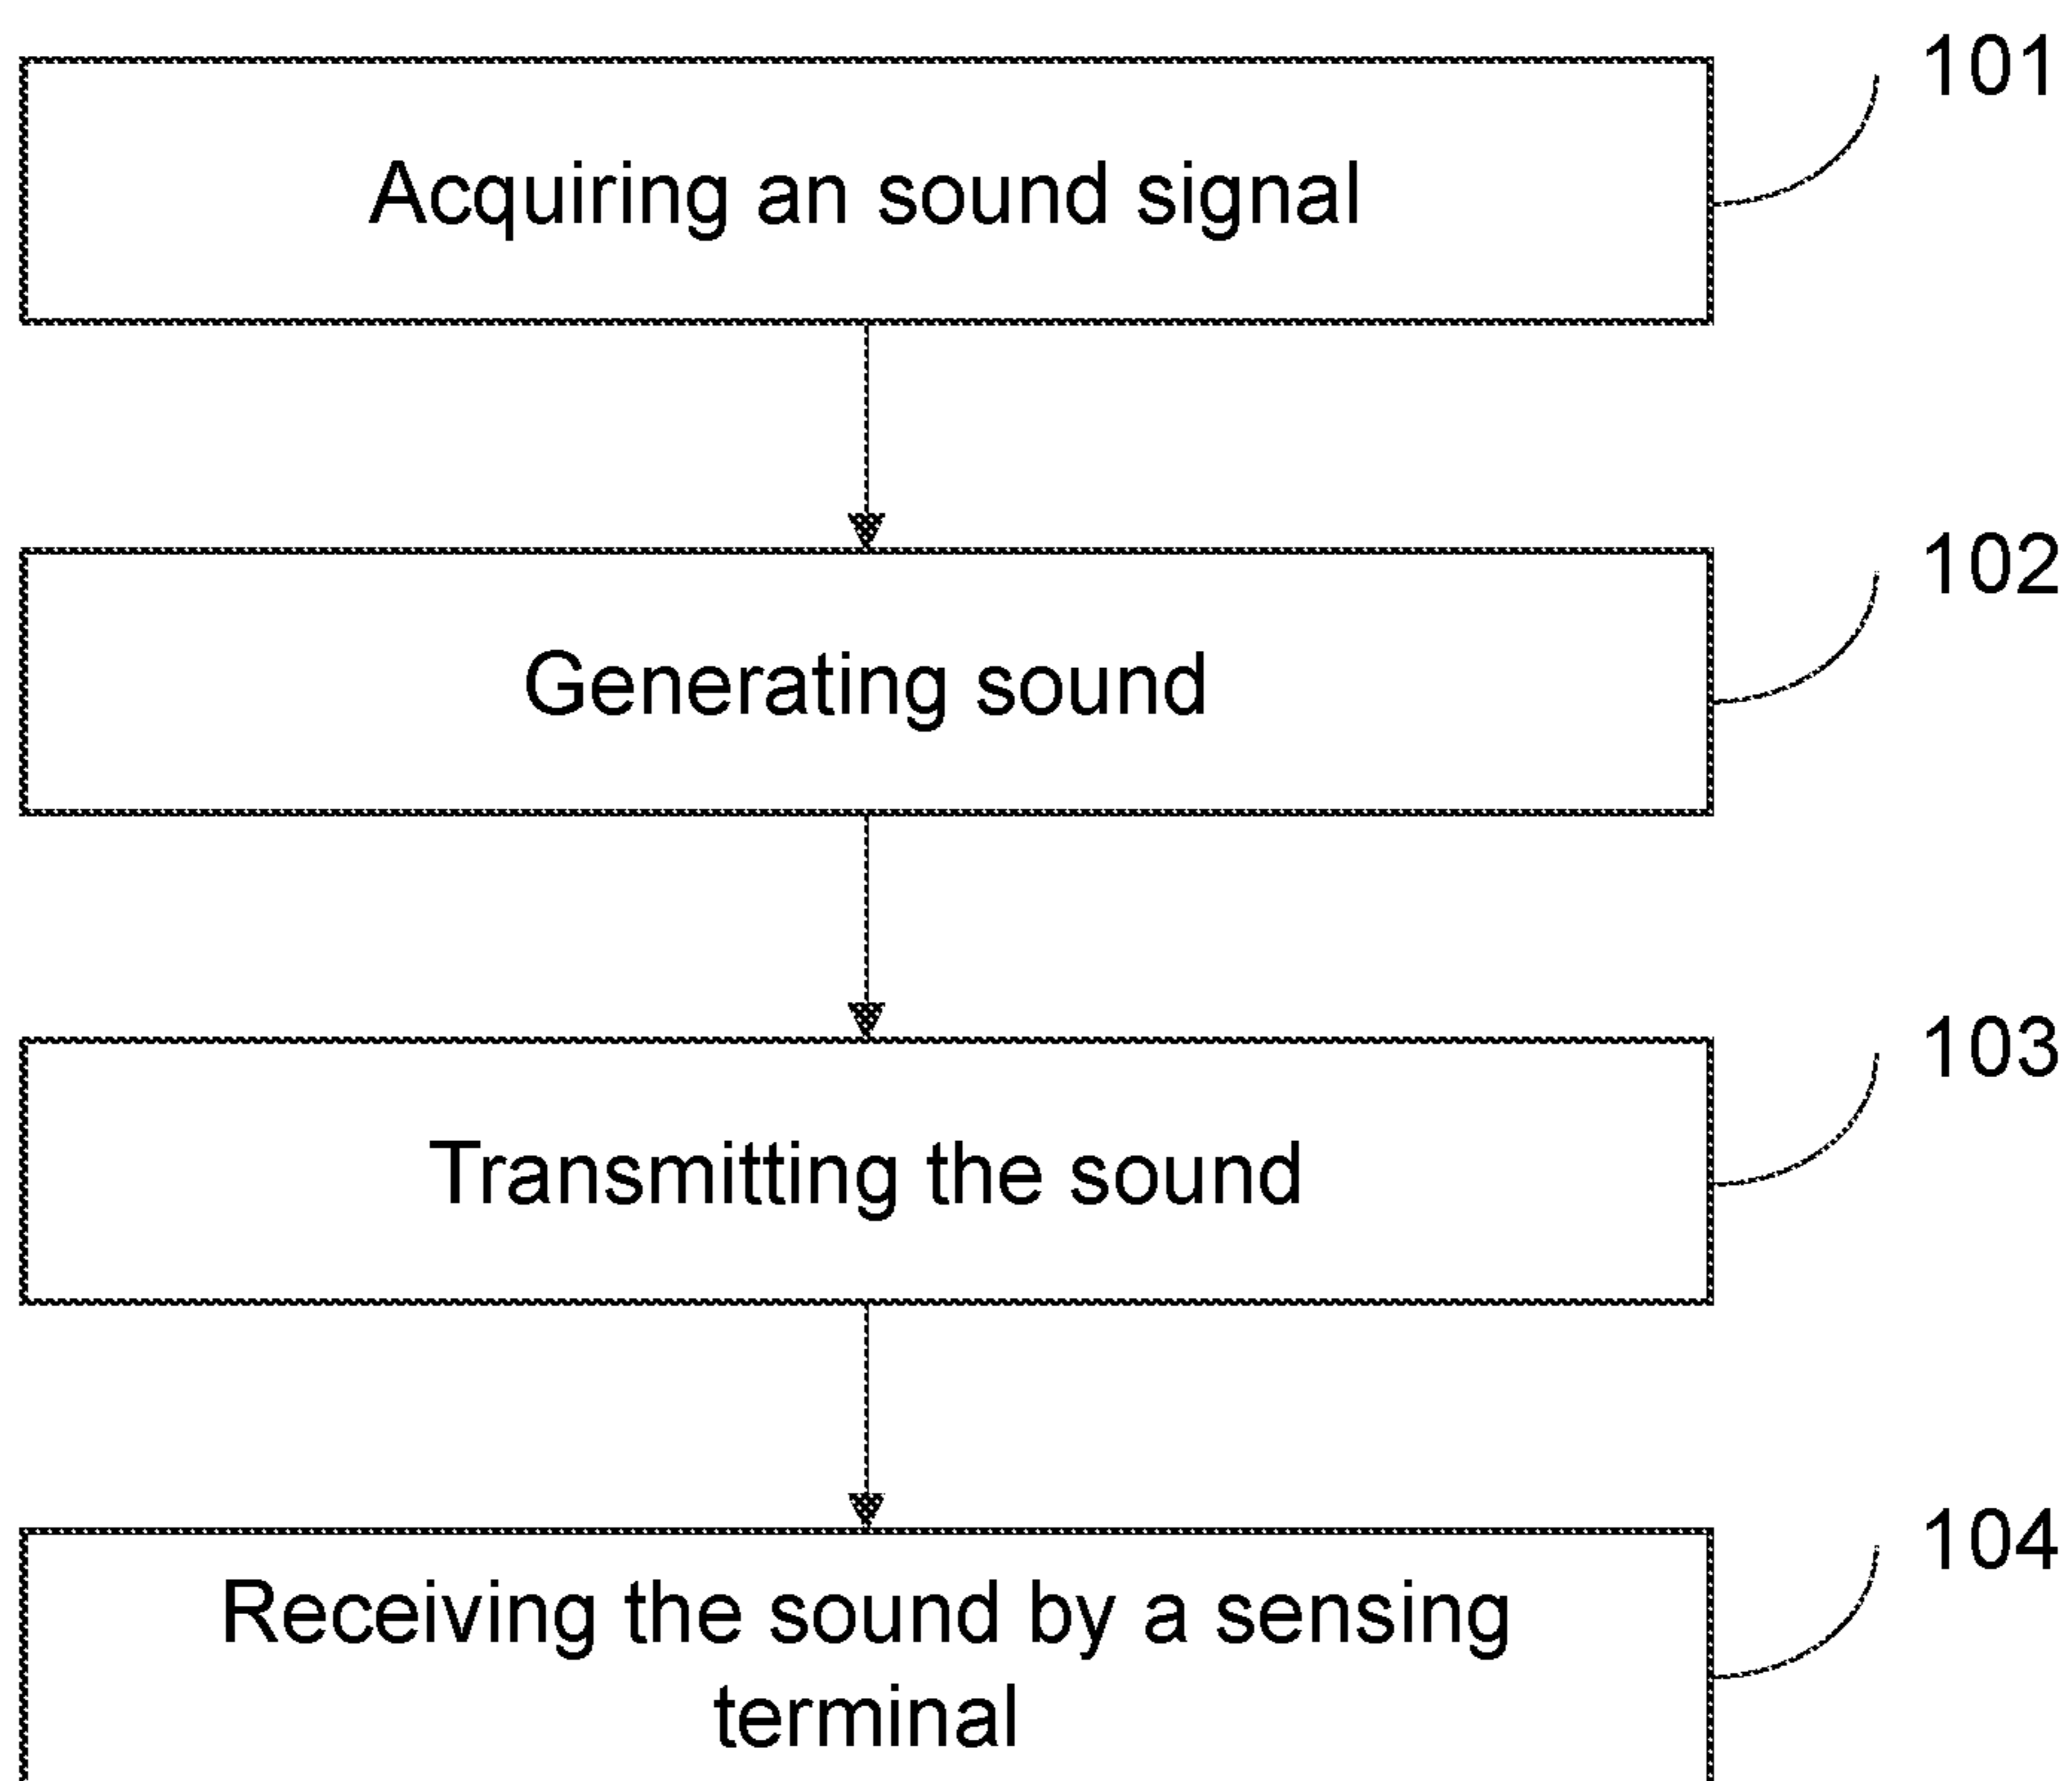 101
Acquiring an sound signal
102
Generating sound
103
Transmitting the sound
104
Receiving the sound by a sensing
terminal